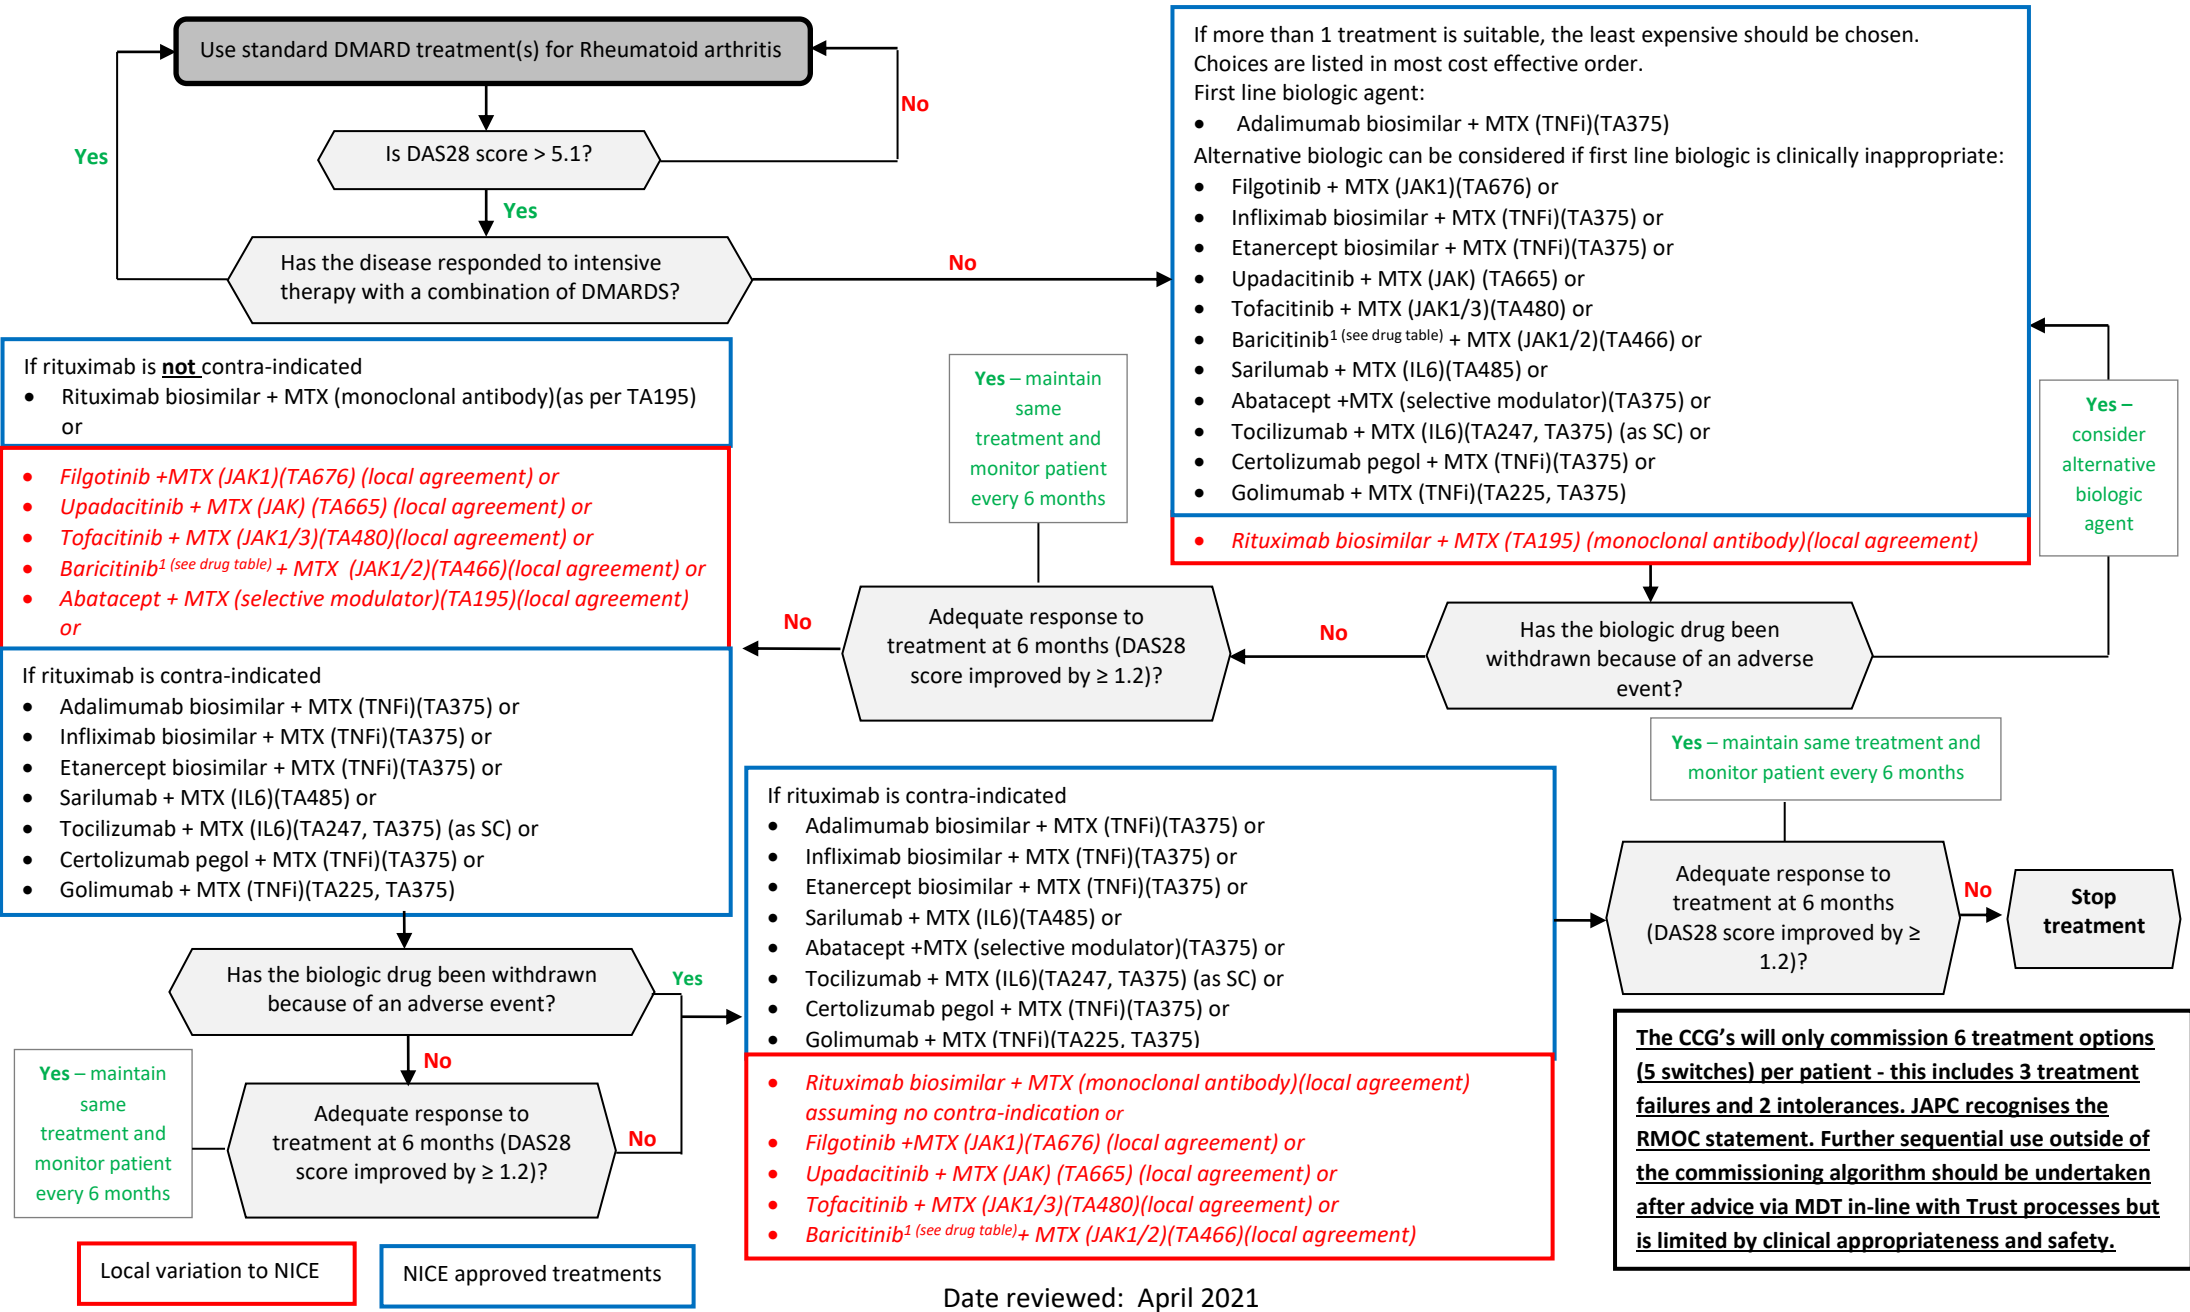 Use standard DMARD treatment(s) for Rheumatoid arthritis
No
Yes
Is DAS28 score > 5.1?
Yes
Has the disease responded to intensive
therapy with a combination of DMARDS?
No
If more than 1 treatment is suitable, the least expensive should be chosen.
Choices are listed in most cost effective order.
First line biologic agent:
• Adalimumab biosimilar + MTX (TNFi)(TA375)
Alternative biologic can be considered if first line biologic is clinically inappropriate:
• Filgotinib + MTX (JAK1)(TA676) or
• Infliximab biosimilar + MTX (TNFi)(TA375) or
• Etanercept biosimilar + MTX (TNFi)(TA375) or
• Upadacitinib + MTX (JAK) (TA665) or
• Tofacitinib + MTX (JAK1/3)(TA480) or
• Baricitinib1 (see drug table) + MTX (JAK1/2)(TA466) or
• Sarilumab + MTX (IL6)(TA485) or
• Abatacept +MTX (selective modulator)(TA375) or
• Tocilizumab + MTX (IL6)(TA247, TA375) (as SC) or
• Certolizumab pegol + MTX (TNFi)(TA375) or
• Golimumab + MTX (TNFi)(TA225, TA375)
• Rituximab biosimilar + MTX (TA195) (monoclonal antibody)(local agreement)
Yes –
consider
alternative
biologic
agent
Has the biologic drug been
withdrawn because of an adverse
event?
No
Yes – maintain
same
treatment and
monitor patient
every 6 months
Adequate response to
treatment at 6 months (DAS28
score improved by ≥ 1.2)?
No
If rituximab is not contra-indicated
• Rituximab biosimilar + MTX (monoclonal antibody)(as per TA195)
or
• Filgotinib +MTX (JAK1)(TA676) (local agreement) or
• Upadacitinib + MTX (JAK) (TA665) (local agreement) or
• Tofacitinib + MTX (JAK1/3)(TA480)(local agreement) or
• Baricitinib1 (see drug table) + MTX (JAK1/2)(TA466)(local agreement) or
• Abatacept + MTX (selective modulator)(TA195)(local agreement)
or
If rituximab is contra-indicated
• Adalimumab biosimilar + MTX (TNFi)(TA375) or
• Infliximab biosimilar + MTX (TNFi)(TA375) or
• Etanercept biosimilar + MTX (TNFi)(TA375) or
• Sarilumab + MTX (IL6)(TA485) or
• Tocilizumab + MTX (IL6)(TA247, TA375) (as SC) or
• Certolizumab pegol + MTX (TNFi)(TA375) or
• Golimumab + MTX (TNFi)(TA225, TA375)
Has the biologic drug been withdrawn
because of an adverse event?
Yes
No
Yes – maintain
same
treatment and
monitor patient
every 6 months
Adequate response to
treatment at 6 months (DAS28
score improved by ≥ 1.2)?
No
If rituximab is contra-indicated
• Adalimumab biosimilar + MTX (TNFi)(TA375) or
• Infliximab biosimilar + MTX (TNFi)(TA375) or
• Etanercept biosimilar + MTX (TNFi)(TA375) or
• Sarilumab + MTX (IL6)(TA485) or
• Abatacept +MTX (selective modulator)(TA375) or
• Tocilizumab + MTX (IL6)(TA247, TA375) (as SC) or
• Certolizumab pegol + MTX (TNFi)(TA375) or
• Golimumab + MTX (TNFi)(TA225, TA375)
• Rituximab biosimilar + MTX (monoclonal antibody)(local agreement)
assuming no contra-indication or
• Filgotinib +MTX (JAK1)(TA676) (local agreement) or
• Upadacitinib + MTX (JAK) (TA665) (local agreement) or
• Tofacitinib + MTX (JAK1/3)(TA480)(local agreement) or
• Baricitinib1 (see drug table)+ MTX (JAK1/2)(TA466)(local agreement)
Yes – maintain same treatment and
monitor patient every 6 months
Adequate response to
treatment at 6 months
(DAS28 score improved by ≥
1.2)?
No
Stop
treatment
The CCG's will only commission 6 treatment options
(5 switches) per patient - this includes 3 treatment
failures and 2 intolerances. JAPC recognises the
RMOC statement. Further sequential use outside of
the commissioning algorithm should be undertaken
after advice via MDT in-line with Trust processes but
is limited by clinical appropriateness and safety.
Local variation to NICE
NICE approved treatments
Date reviewed: April 2021